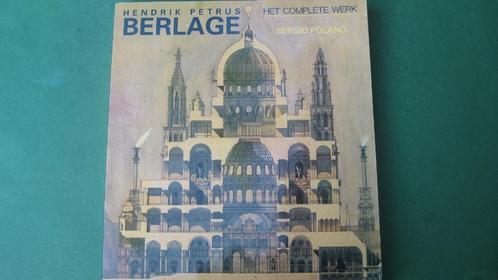 HENDRIK PETRUS
BERLAGE
HET COMPLETE WERK
SERGIO POLANO